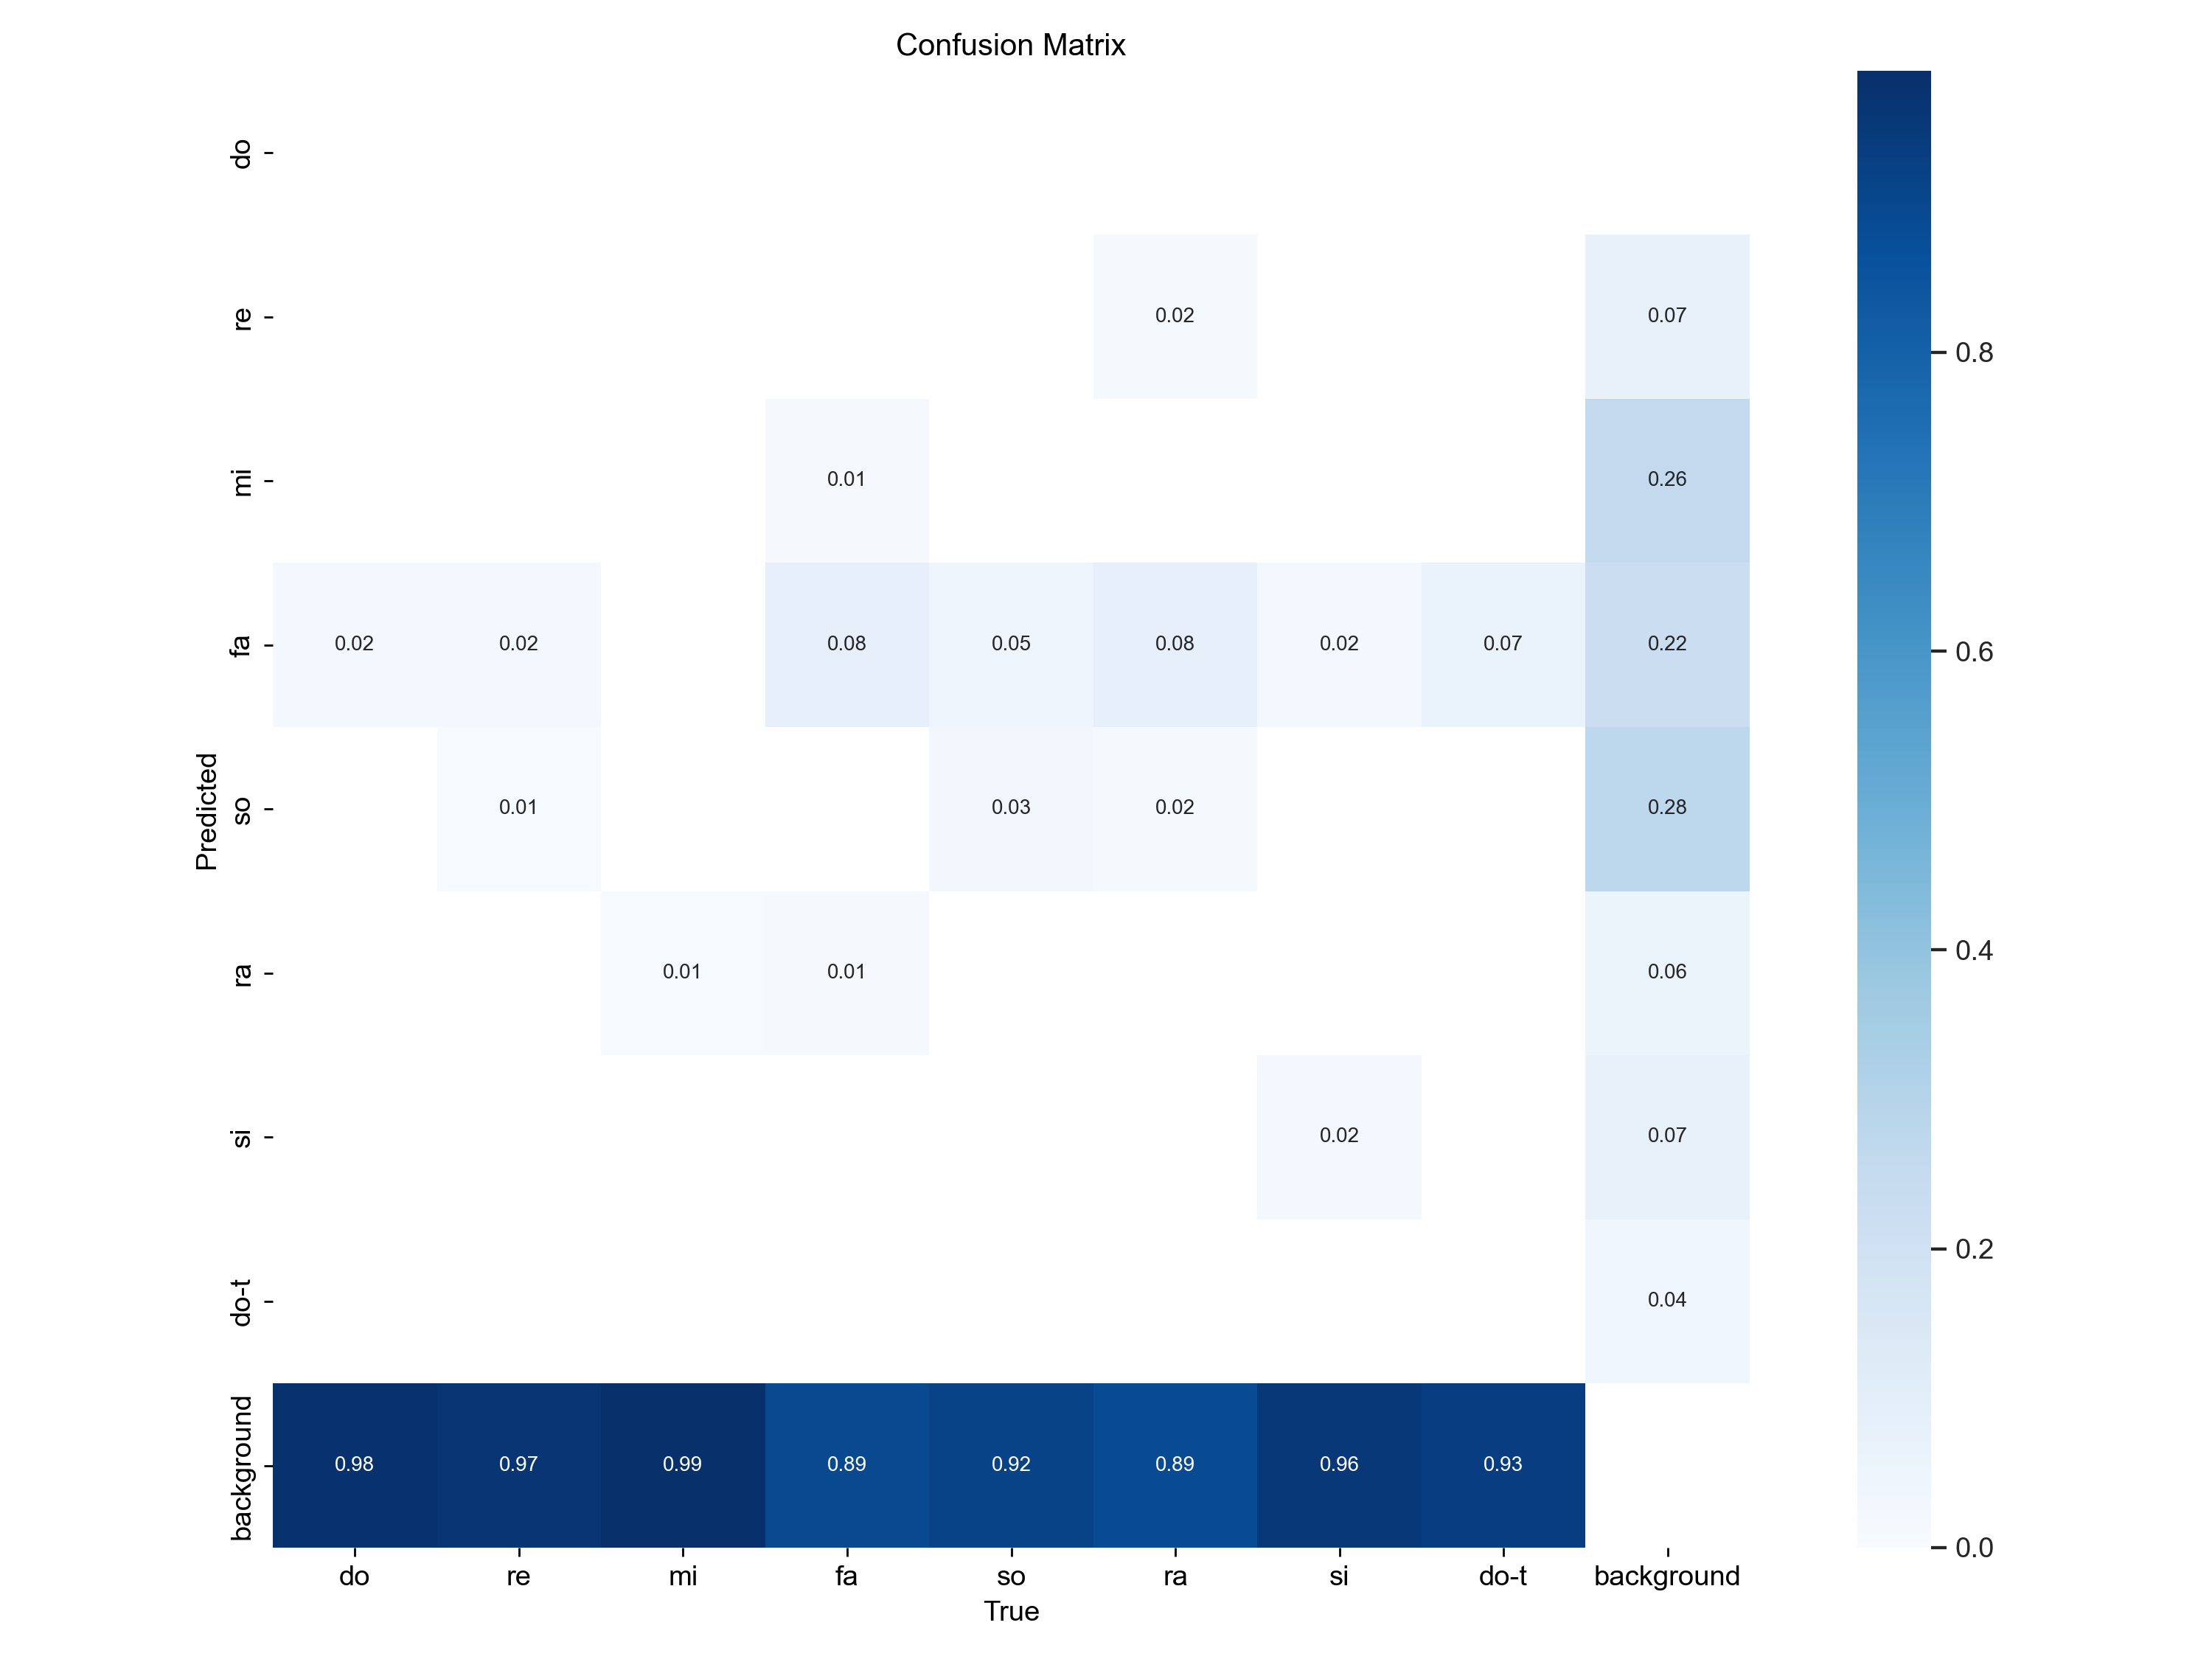 Confusion Matrix
do
re 0.02 0.07
mi 0.01 0.26
fa 0.02 0.02 0.08 0.05 0.08 0.02 0.07 0.22
so 0.01 0.03 0.02 0.28
ra 0.01 0.01 0.06
si 0.02 0.07
do-t 0.04
background 0.98 0.97 0.99 0.89 0.92 0.89 0.96 0.93
Predicted
do re mi fa so ra si do-t background
True
0.8
0.6
0.4
0.2
0.0